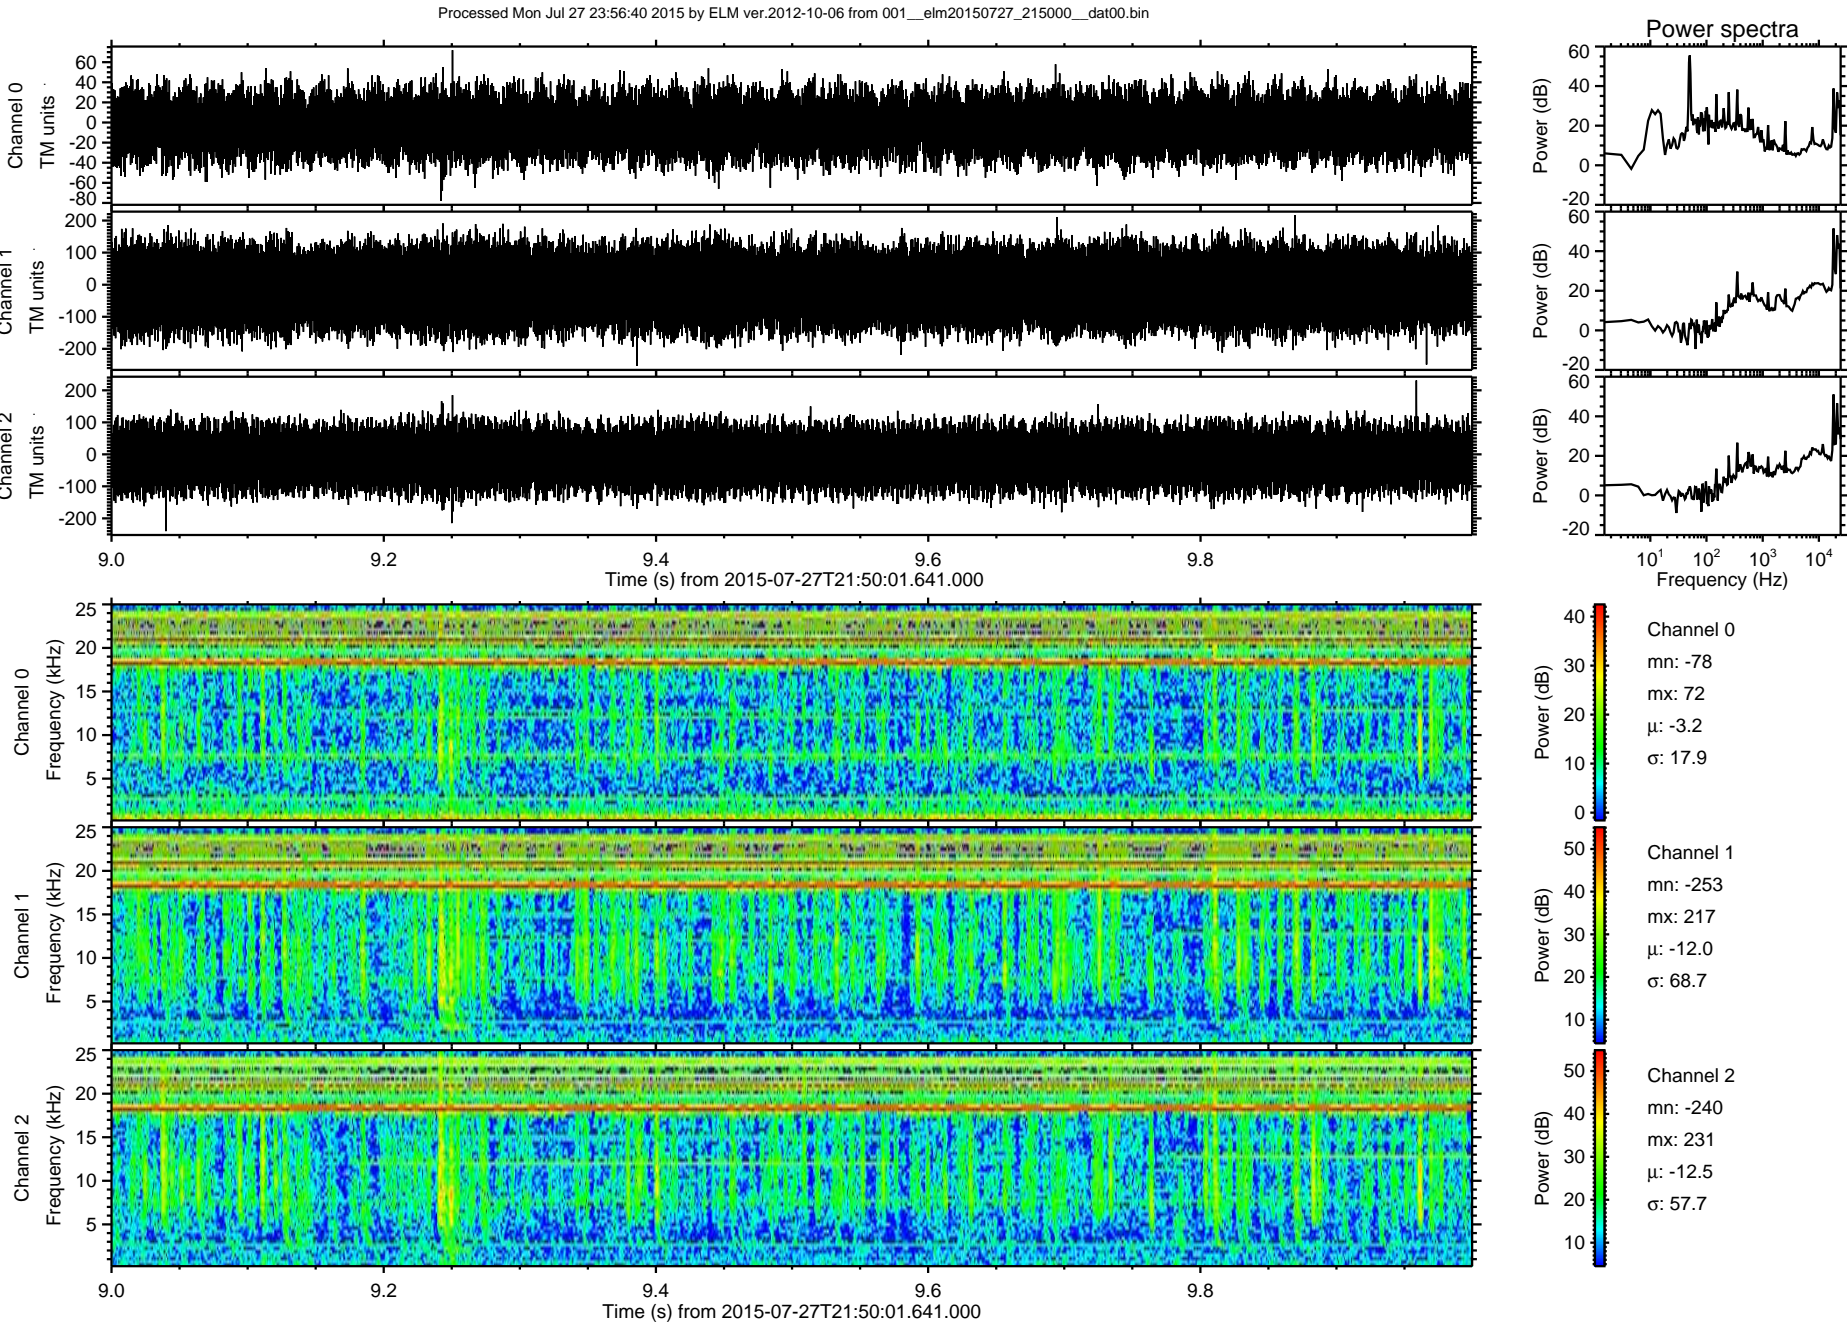 Processed Mon Jul 27 23:56:40 2015 by ELM ver.2012-10-06 from 001__elm20150727_215000__dat00.bin
Power spectra
Channel 0
TM units
60
40
20
0
-20
-40
-60
-80
Power (dB)
60
40
20
0
-20
Channel 1
TM units
200
100
0
-100
-200
Power (dB)
60
40
20
0
-20
Channel 2
TM units
200
100
0
-100
-200
Power (dB)
60
40
20
0
-20
9.0 9.2 9.4 9.6 9.8
Time (s) from 2015-07-27T21:50:01.641.000
10^1 10^2 10^3 10^4
Frequency (Hz)
Channel 0
Frequency (kHz)
25
20
15
10
5
Power (dB)
40
30
20
10
0
Channel 0
mn: -78
mx: 72
μ: -3.2
σ: 17.9
Channel 1
Frequency (kHz)
25
20
15
10
5
Power (dB)
50
40
30
20
10
Channel 1
mn: -253
mx: 217
μ: -12.0
σ: 68.7
Channel 2
Frequency (kHz)
25
20
15
10
5
Power (dB)
50
40
30
20
10
Channel 2
mn: -240
mx: 231
μ: -12.5
σ: 57.7
9.0 9.2 9.4 9.6 9.8
Time (s) from 2015-07-27T21:50:01.641.000